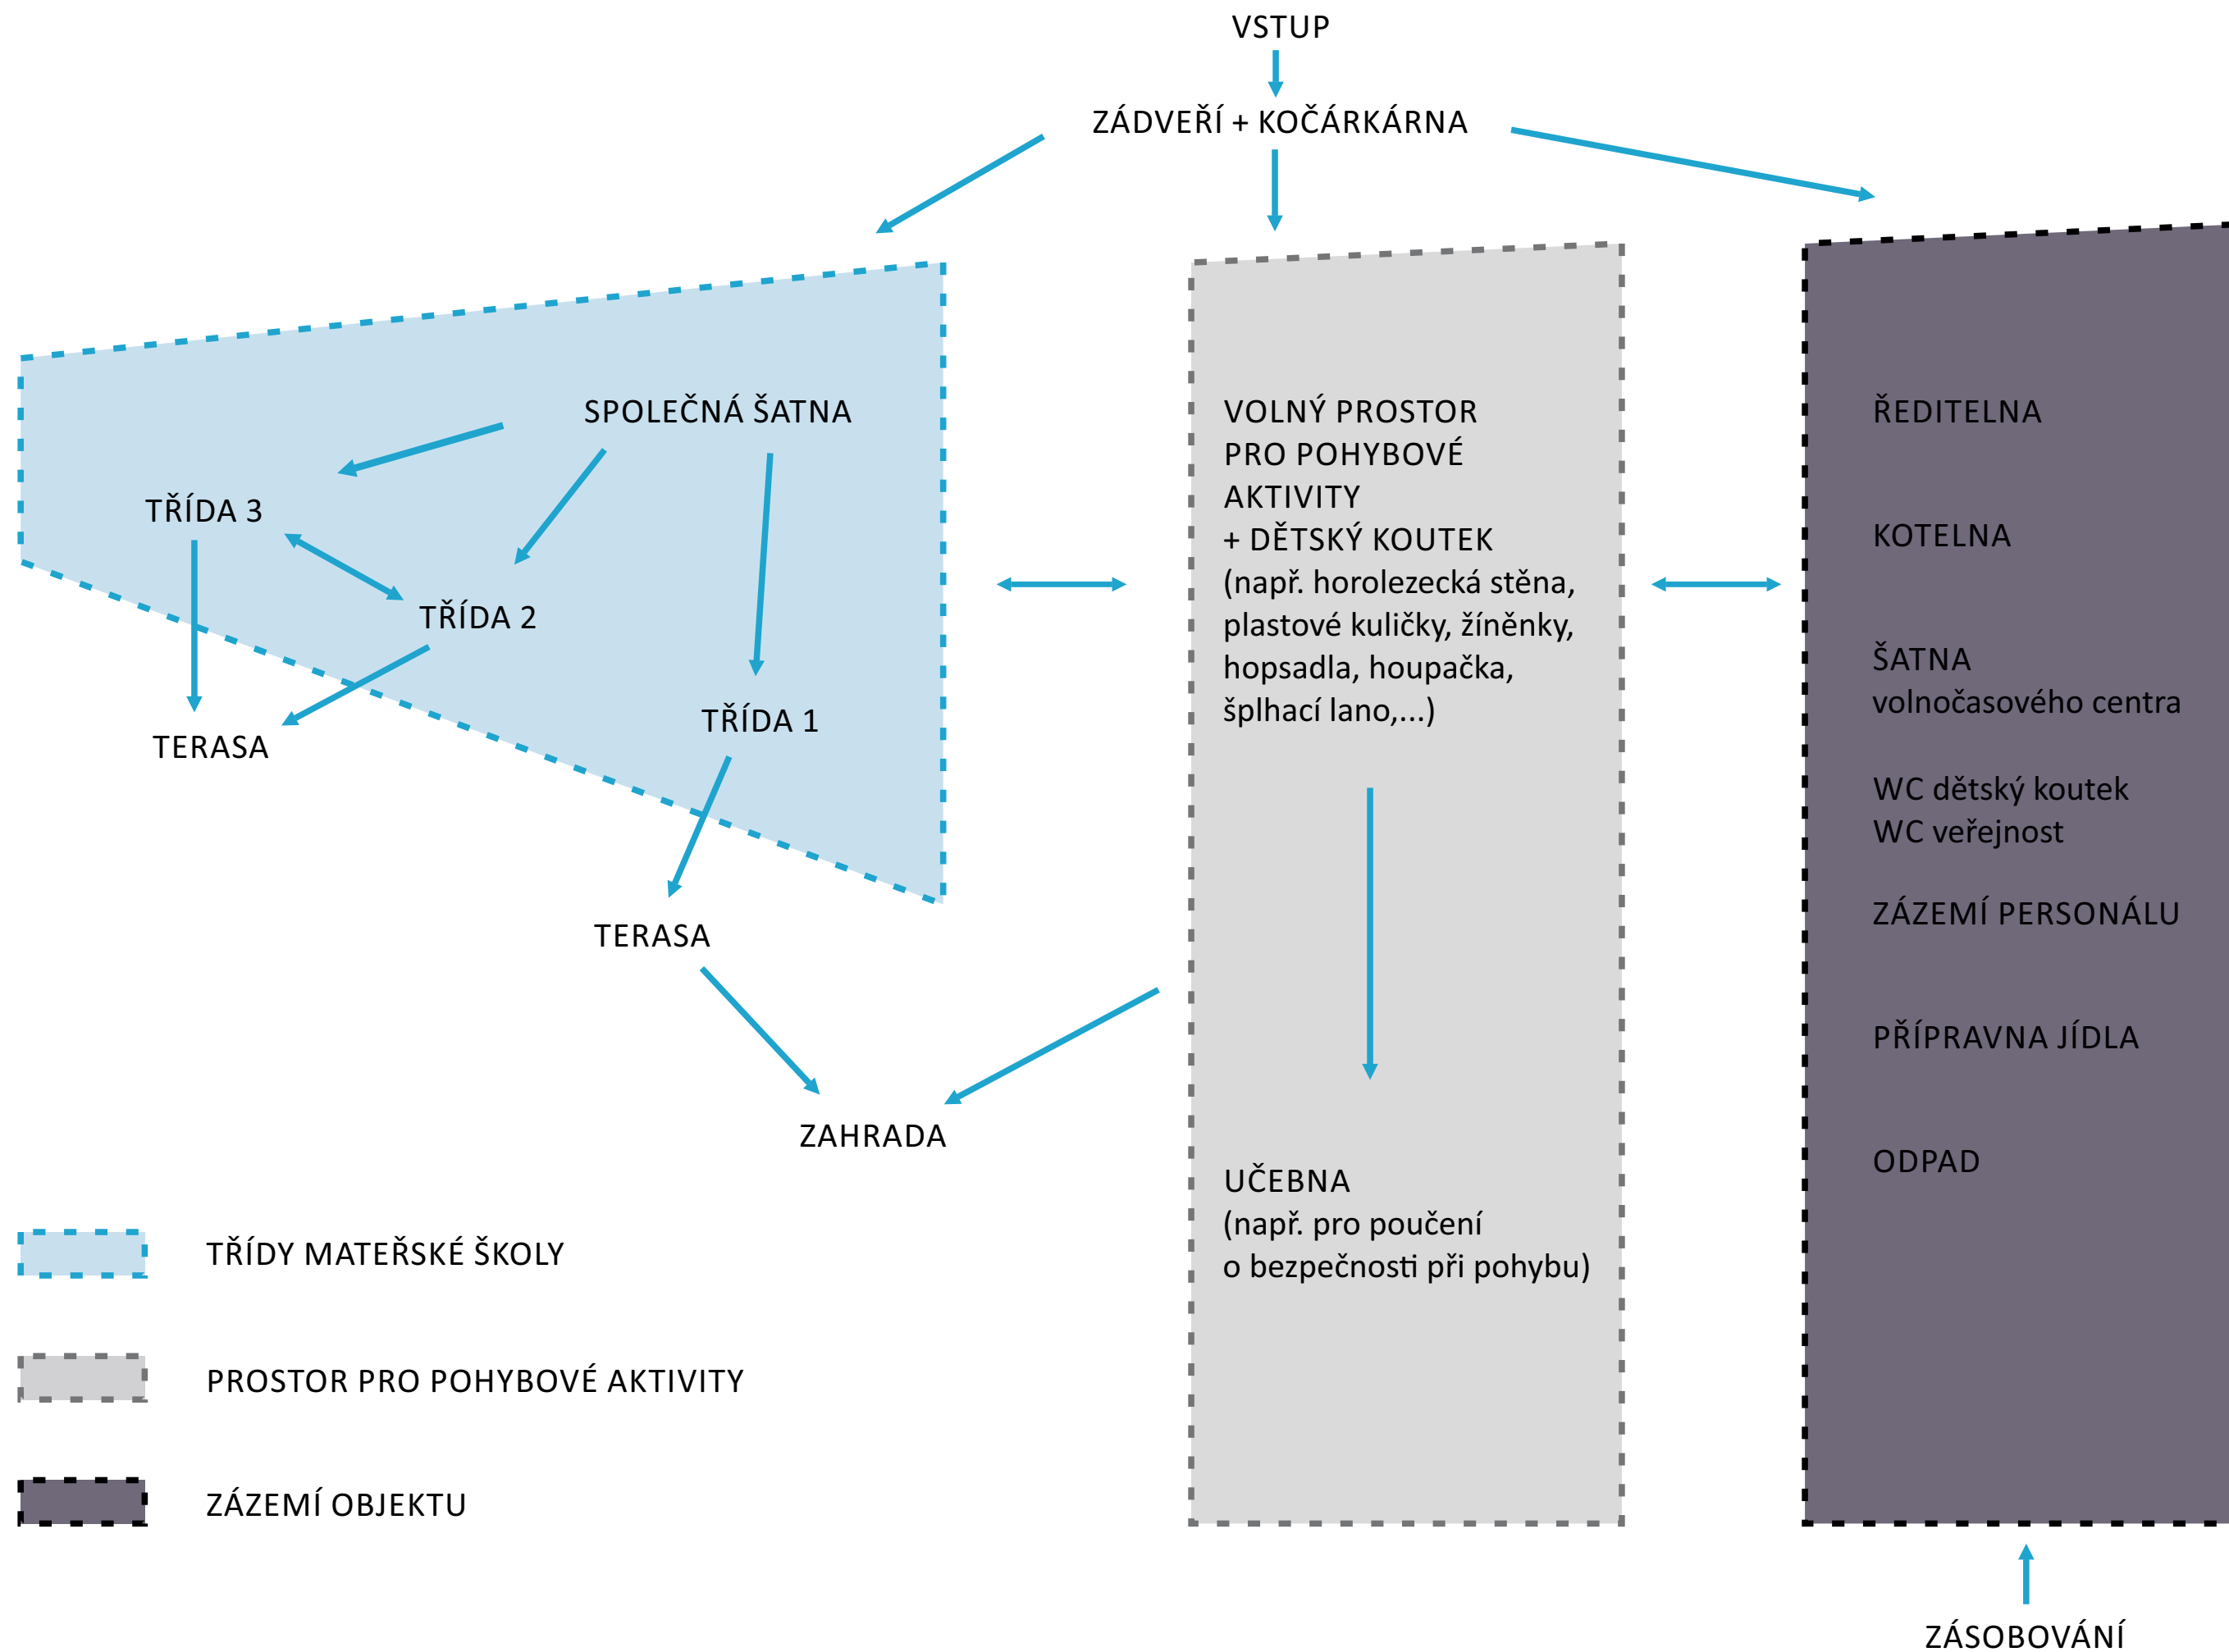 VSTUP
ZÁDVEŘÍ + KOČÁRKÁRNA
SPOLEČNÁ ŠATNA
TŘÍDA 3
TŘÍDA 2
TŘÍDA 1
TERASA
TERASA
ZAHRADA
VOLNÝ PROSTOR
PRO POHYBOVÉ
AKTIVITY
+ DĚTSKÝ KOUTEK
(např. horolezecká stěna,
plastové kuličky, žíněnky,
hopsadla, houpačka,
šplhací lano,...)
UČEBNA
(např. pro poučení
o bezpečnosti při pohybu)
ŘEDITELNA
KOTELNA
ŠATNA
volnočasového centra
WC dětský koutek
WC veřejnost
ZÁZEMÍ PERSONÁLU
PŘÍPRAVNA JÍDLA
ODPAD
ZÁSOBOVÁNÍ
TŘÍDY MATEŘSKÉ ŠKOLY
PROSTOR PRO POHYBOVÉ AKTIVITY
ZÁZEMÍ OBJEKTU